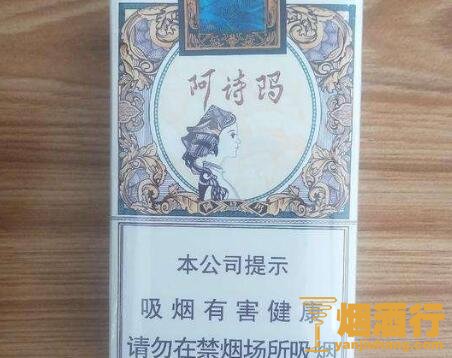 阿诗玛
本公司提示
吸烟有害健康
请勿在禁烟场所吸烟
烟酒行